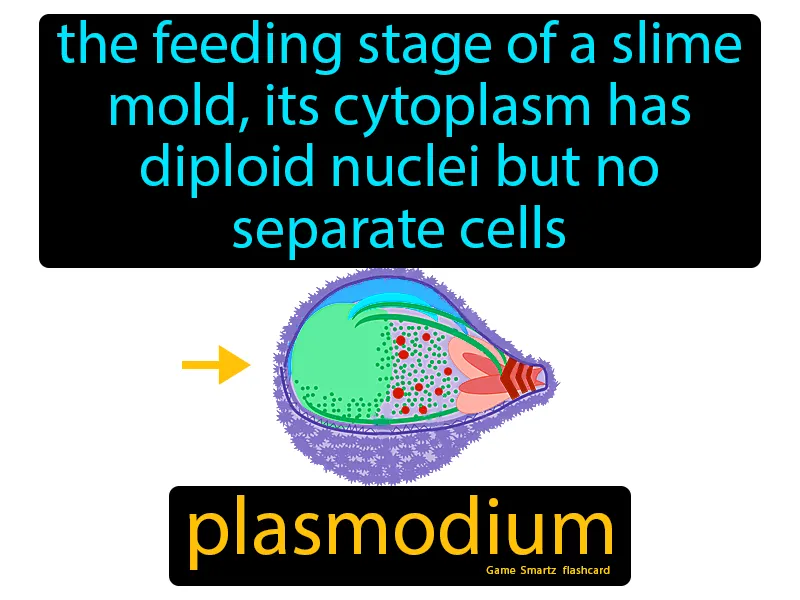 the feeding stage of a slime
mold, its cytoplasm has
diploid nuclei but no
separate cells
plasmodium
Game Smartz flashcard